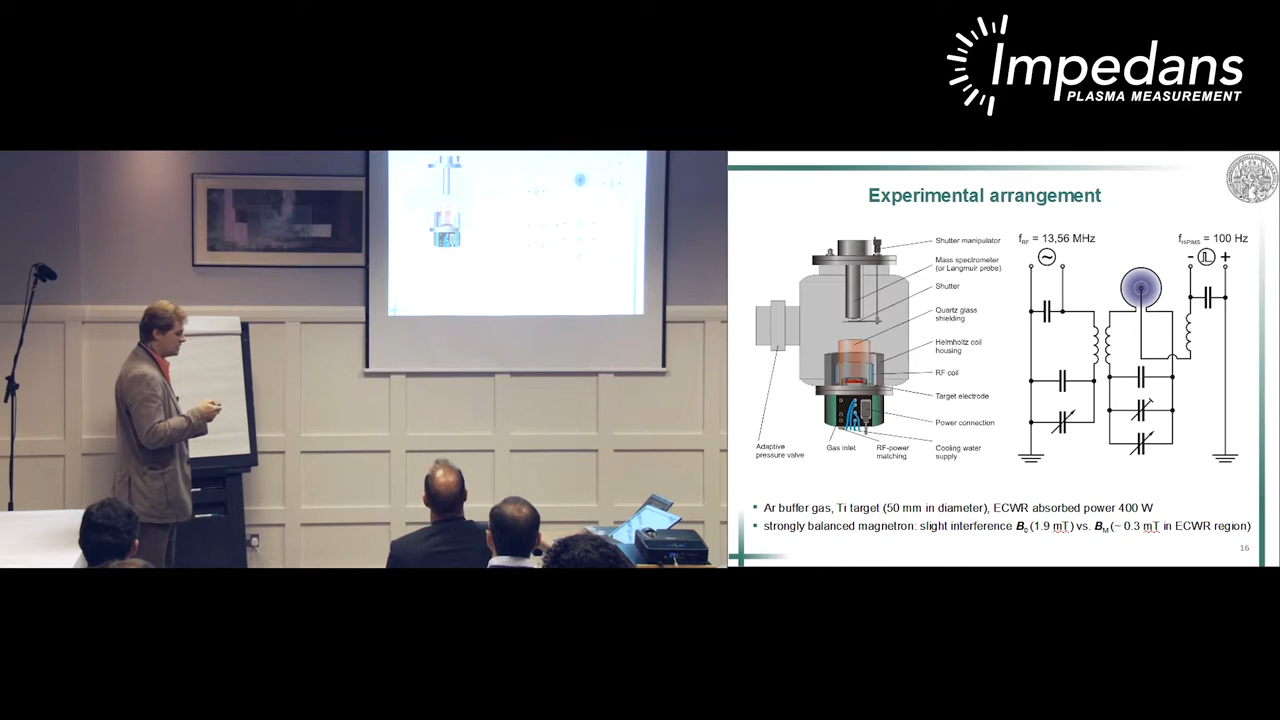 Impedans
PLASMA MEASUREMENT
Experimental arrangement
Shutter manipulator
Mass spectrometer
(or Langmuir probe)
Shutter
Quartz glass
shielding
Helmholtz coil
housing
RF coil
Target electrode
Power connection
Cooling water
supply
RF-power
matching
Gas inlet
Adaptive
pressure valve
fRF = 13,56 MHz
fHPIMS = 100 Hz
- +
▪ Ar buffer gas, Ti target (50 mm in diameter), ECWR absorbed power 400 W
▪ strongly balanced magnetron: slight interference B0 (1.9 mT) vs. BM (~ 0.3 mT in ECWR region)
16